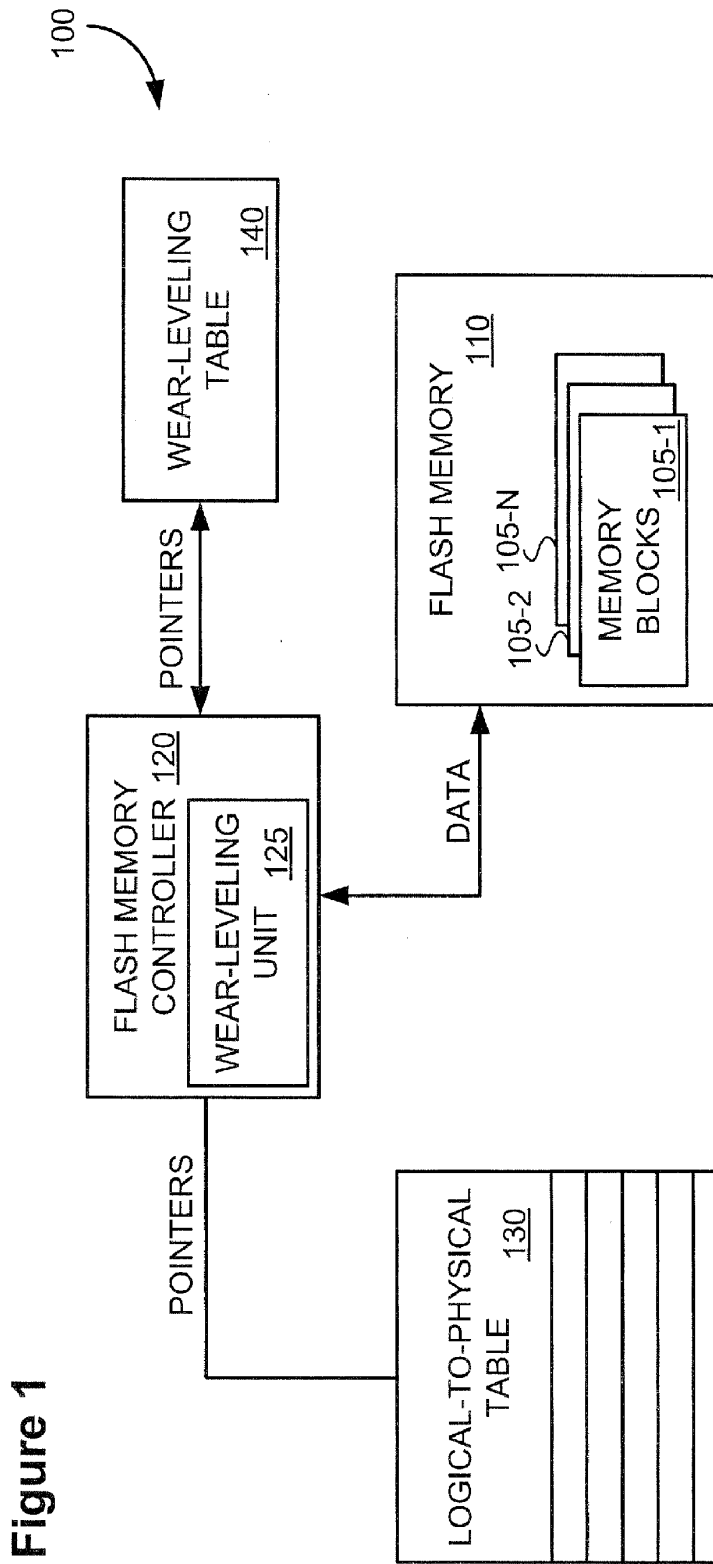 Figure 1
100
FLASH MEMORY
CONTROLLER 120
WEAR-LEVELING
UNIT 125
POINTERS
POINTERS
WEAR-LEVELING
TABLE
140
LOGICAL-TO-PHYSICAL
TABLE
130
DATA
FLASH MEMORY
110
105-2
105-N
MEMORY
BLOCKS
105-1